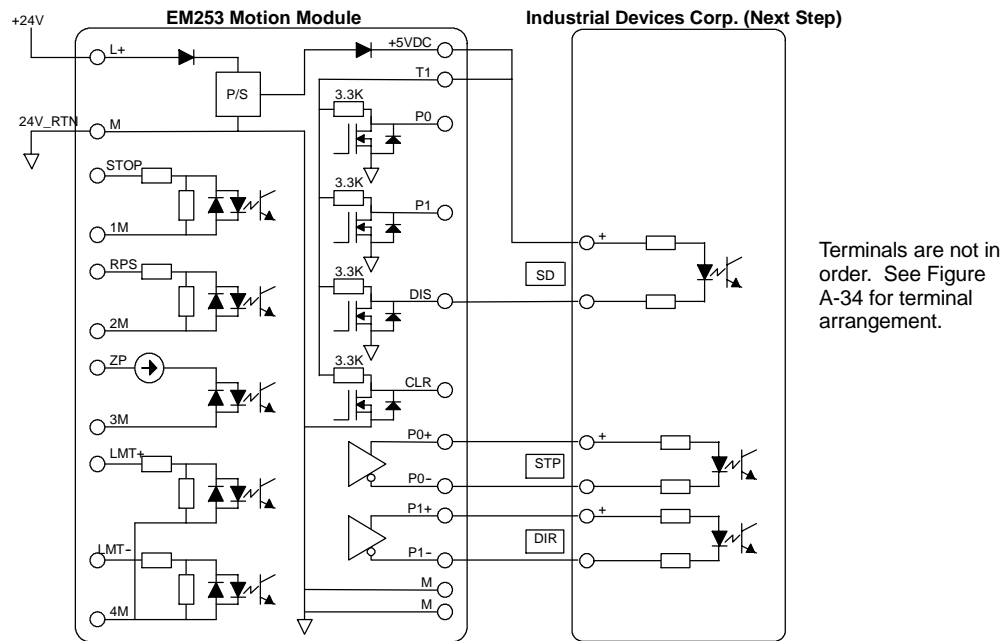 EM253 Motion Module
Industrial Devices Corp. (Next Step)
+24V
L+
P/S
24V_RTN
M
STOP
1M
RPS
2M
ZP
3M
LMT+
LMT−
4M
+5VDC
T1
3.3K
P0
3.3K
P1
3.3K
DIS
3.3K
CLR
P0+
P0−
P1+
P1−
M
M
+
SD
+
STP
+
DIR
Terminals are not in
order. See Figure
A-34 for terminal
arrangement.